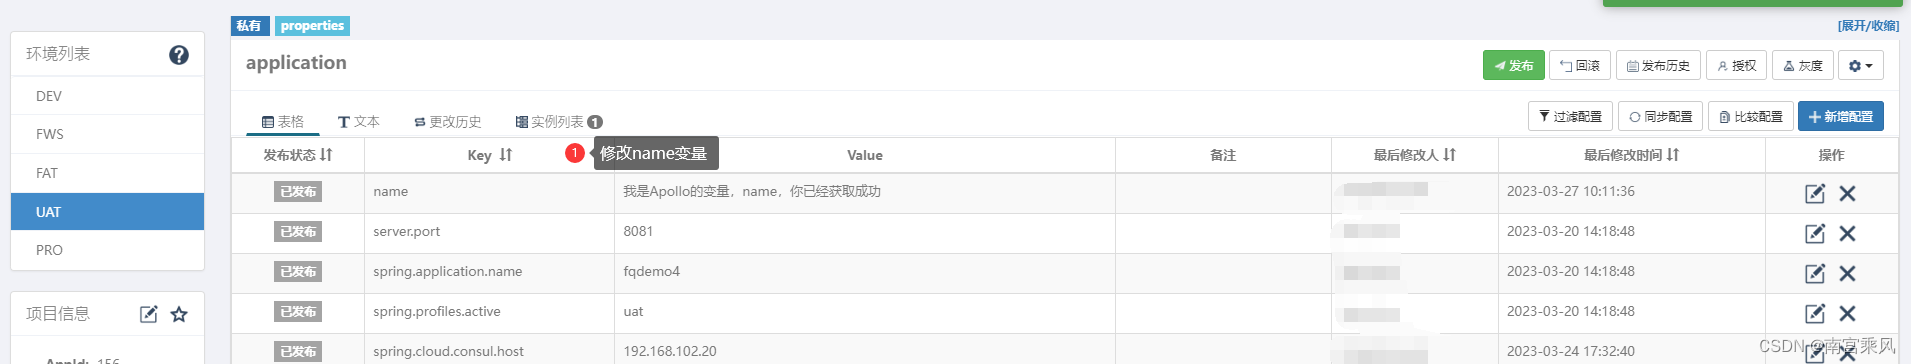 私有 properties [展开/收缩]
环境列表
DEV
FWS
FAT
UAT
PRO
项目信息
AppId: 156
application 发布 回滚 发布历史 授权 灰度
表格 文本 更改历史 实例列表 1 过滤配置 同步配置 比较配置 新增配置
1 修改name变量
发布状态 Key Value 备注 最后修改人 最后修改时间 操作
已发布 name 我是Apollo的变量，name，你已经获取成功 2023-03-27 10:11:36
已发布 server.port 8081 2023-03-20 14:18:48
已发布 spring.application.name fqdemo4 2023-03-20 14:18:48
已发布 spring.profiles.active uat 2023-03-20 14:18:48
已发布 spring.cloud.consul.host 192.168.102.20 2023-03-24 17:32:40
CSDN @南宫乘风